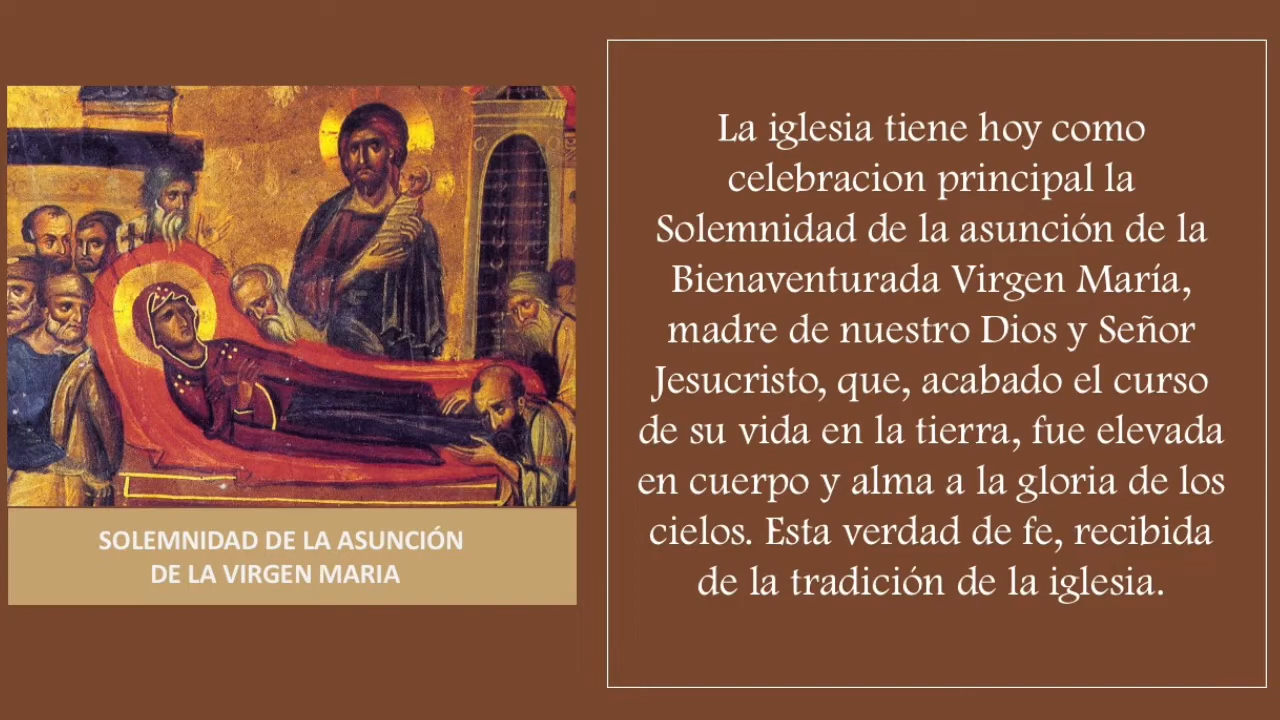 SOLEMNIDAD DE LA ASUNCIÓN
DE LA VIRGEN MARIA
La iglesia tiene hoy como
celebracion principal la
Solemnidad de la asunción de la
Bienaventurada Virgen María,
madre de nuestro Dios y Señor
Jesucristo, que, acabado el curso
de su vida en la tierra, fue elevada
en cuerpo y alma a la gloria de los
cielos. Esta verdad de fe, recibida
de la tradición de la iglesia.